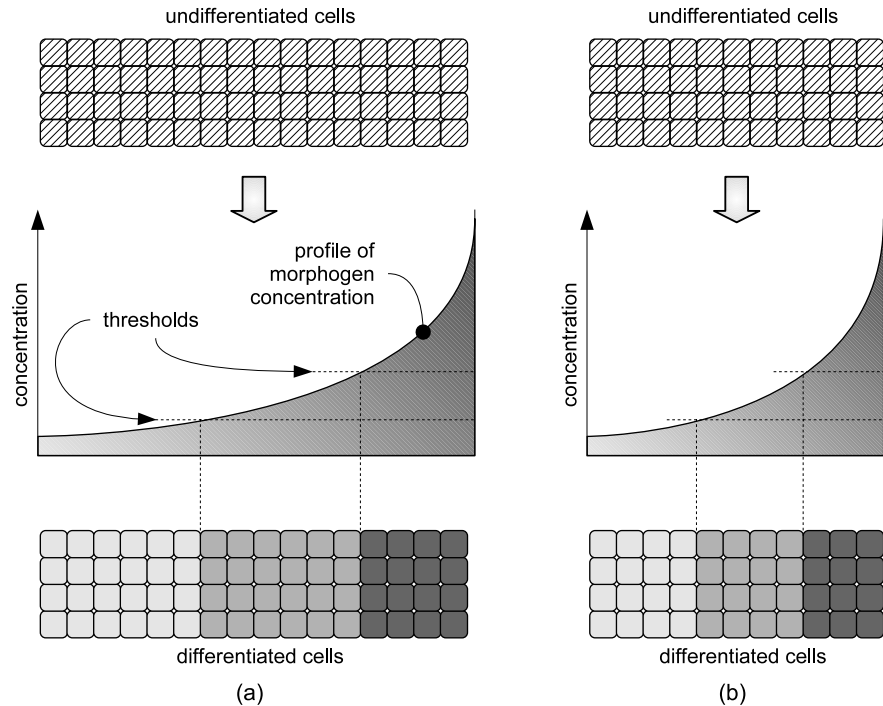 undifferentiated cells
concentration
thresholds
profile of
morphogen
concentration
differentiated cells
(a)
undifferentiated cells
concentration
differentiated cells
(b)